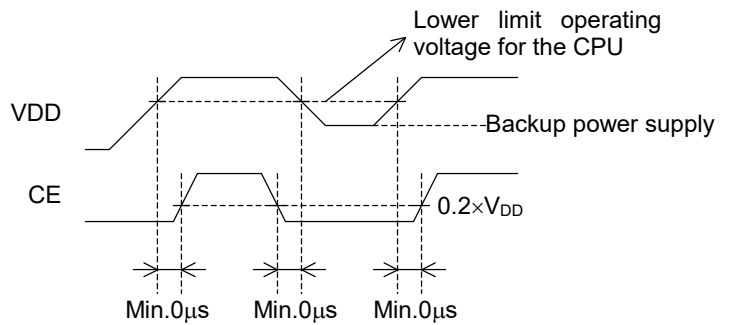 Lower limit operating
voltage for the CPU
VDD
Backup power supply
CE
0.2×VDD
Min.0μs Min.0μs Min.0μs